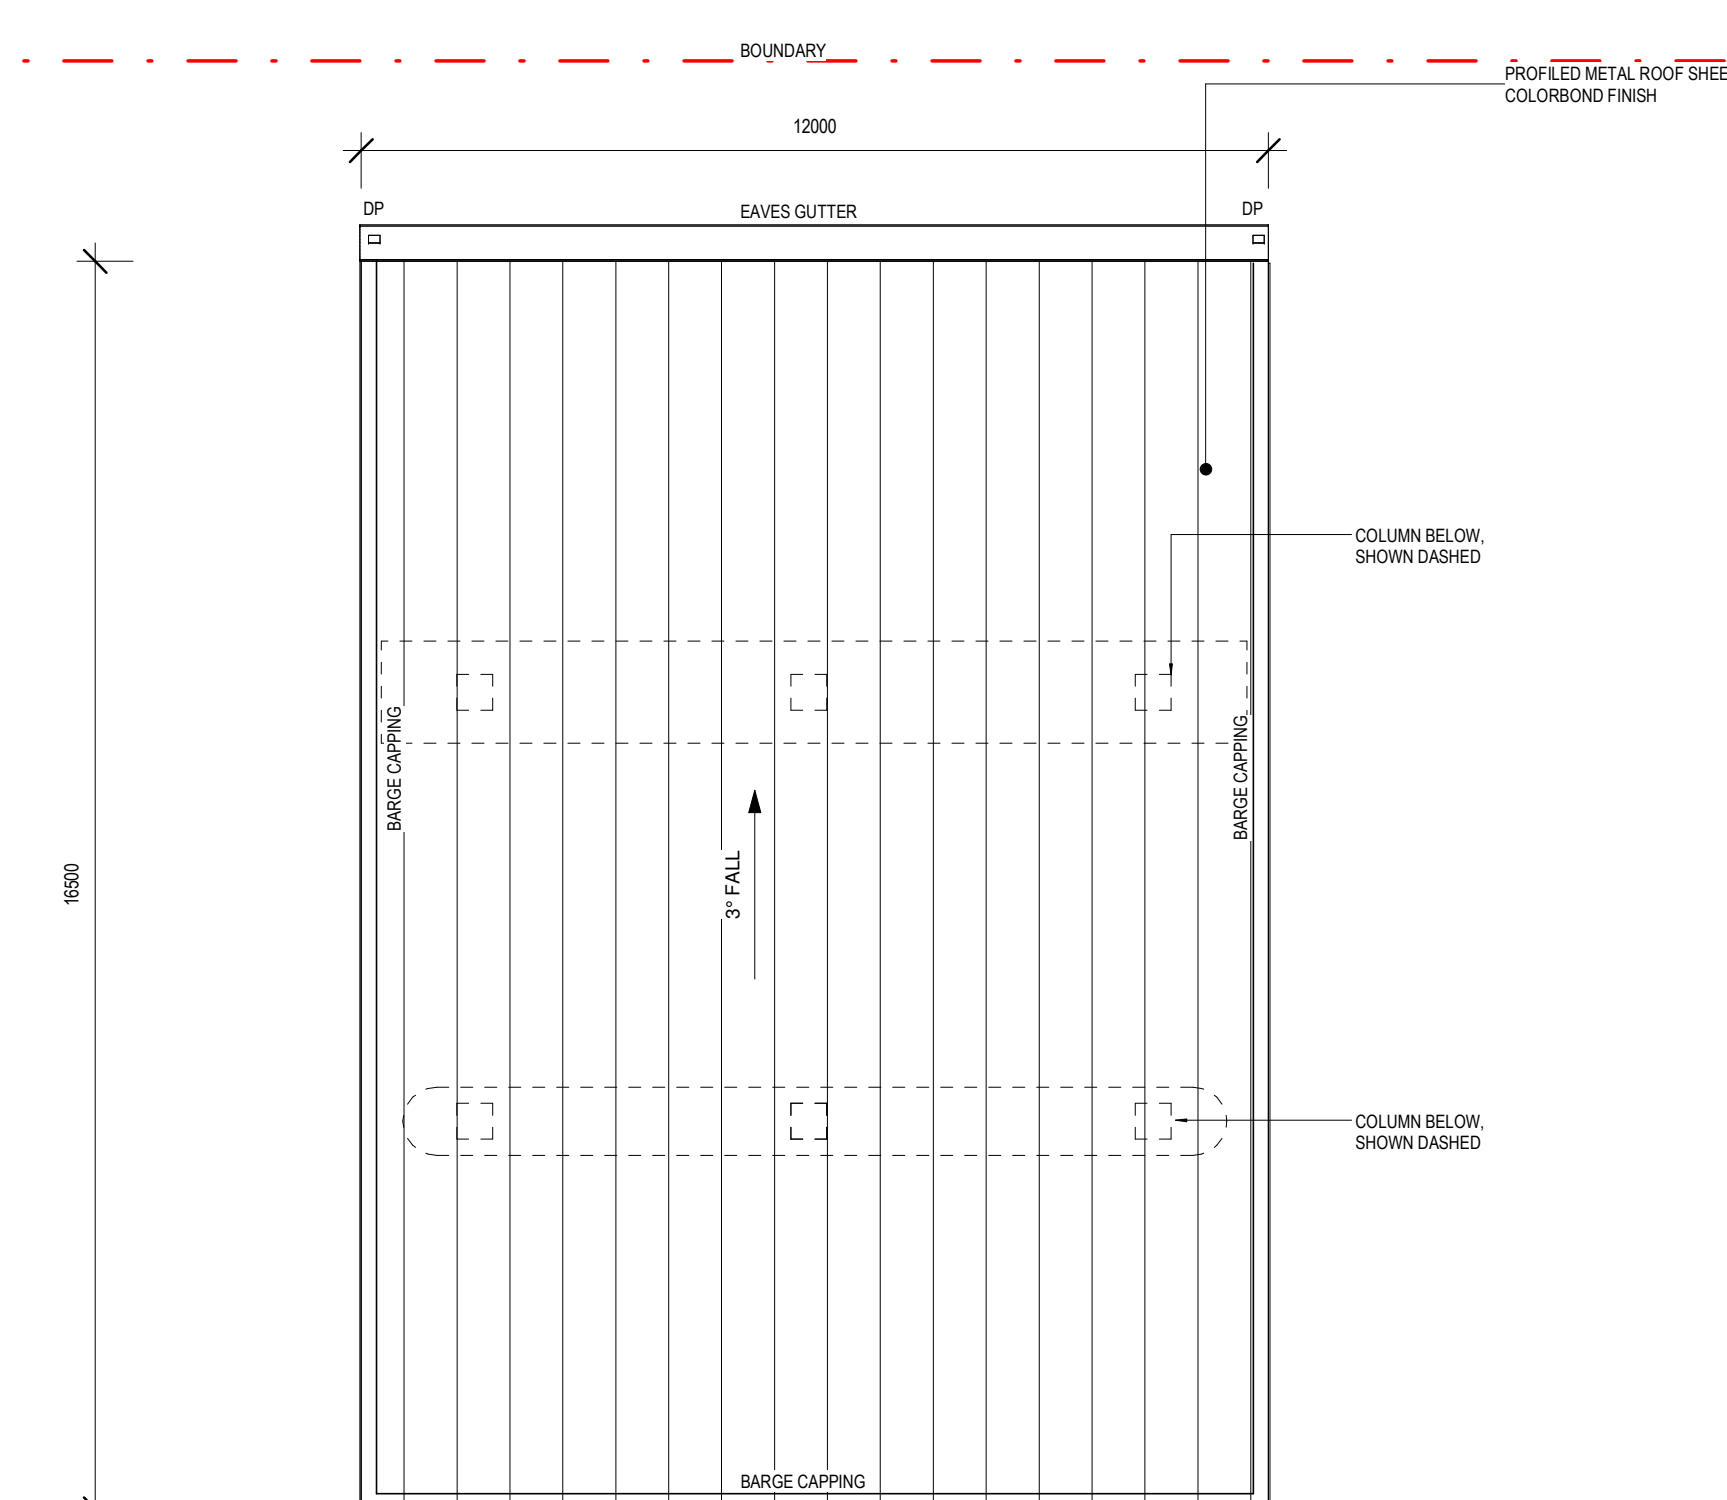 BOUNDARY
PROFILED METAL ROOF SHEE
COLORBOND FINISH
12000
DP
EAVES GUTTER
DP
COLUMN BELOW,
SHOWN DASHED
BARGE CAPPING
BARGE CAPPING
3° FALL
16500
COLUMN BELOW,
SHOWN DASHED
BARGE CAPPING